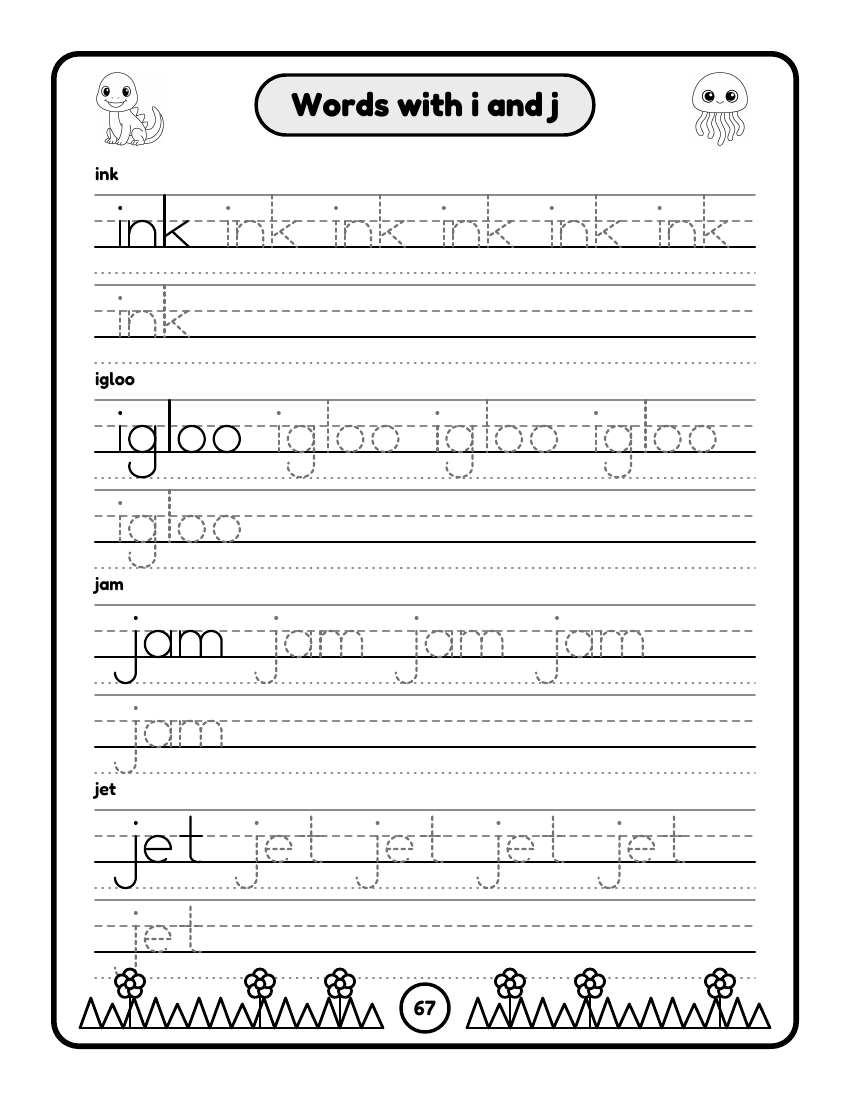 Words with i and j
ink
ink ink ink ink ink ink
ink
igloo
igloo igloo igloo igloo
igloo
jam
jam jam jam jam
jam
jet
jet jet jet jet jet
jet
67